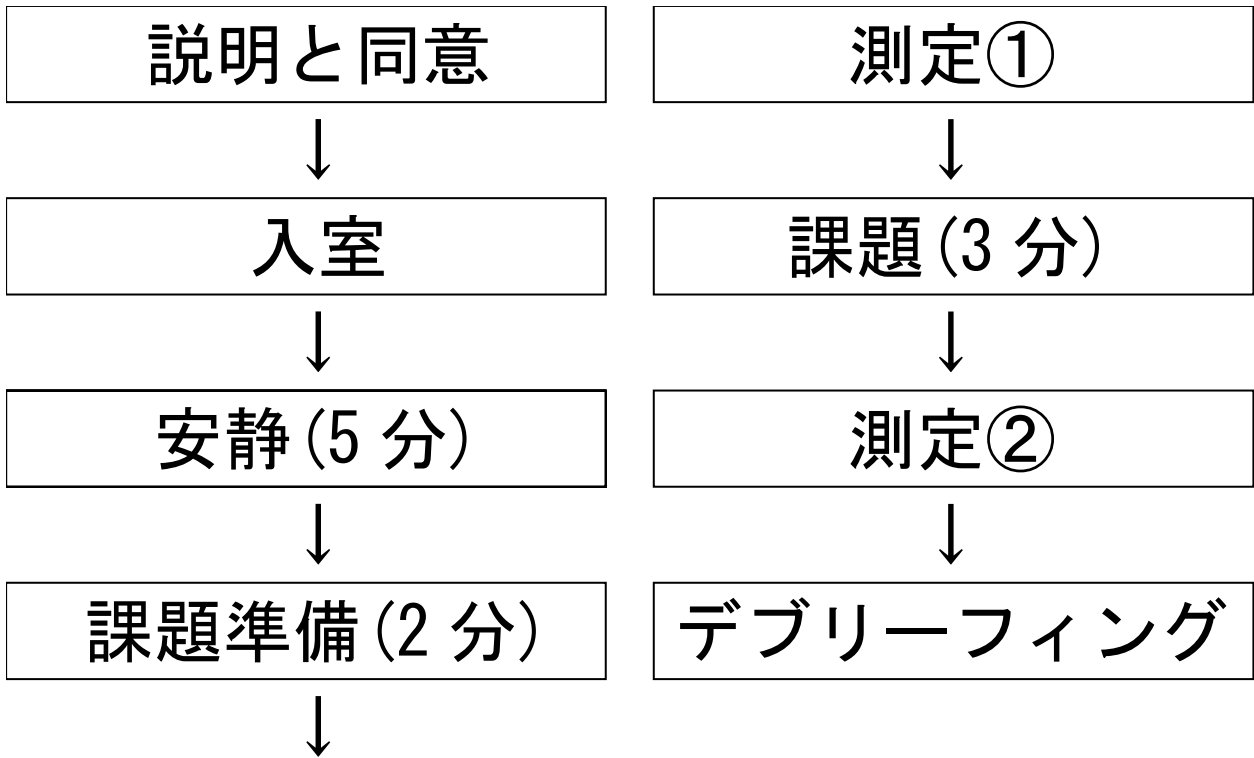 説明と同意
↓
入室
↓
安静(5 分)
↓
課題準備(2 分)
↓
測定①
↓
課題(3 分)
↓
測定②
↓
デブリーフィング